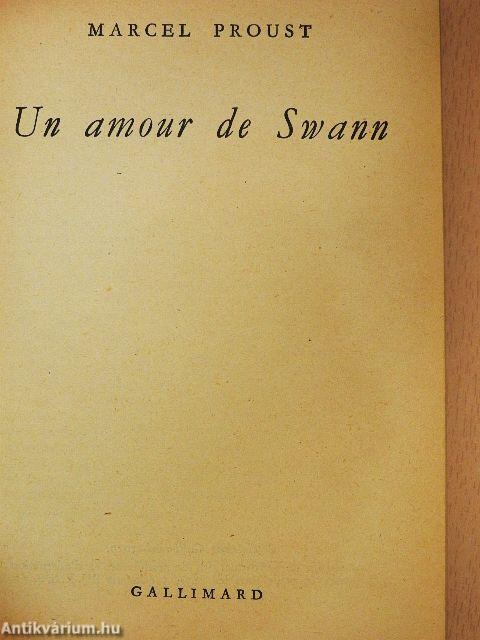 MARCEL PROUST
Un amour de Swann
GALLIMARD
Antikvárium.hu